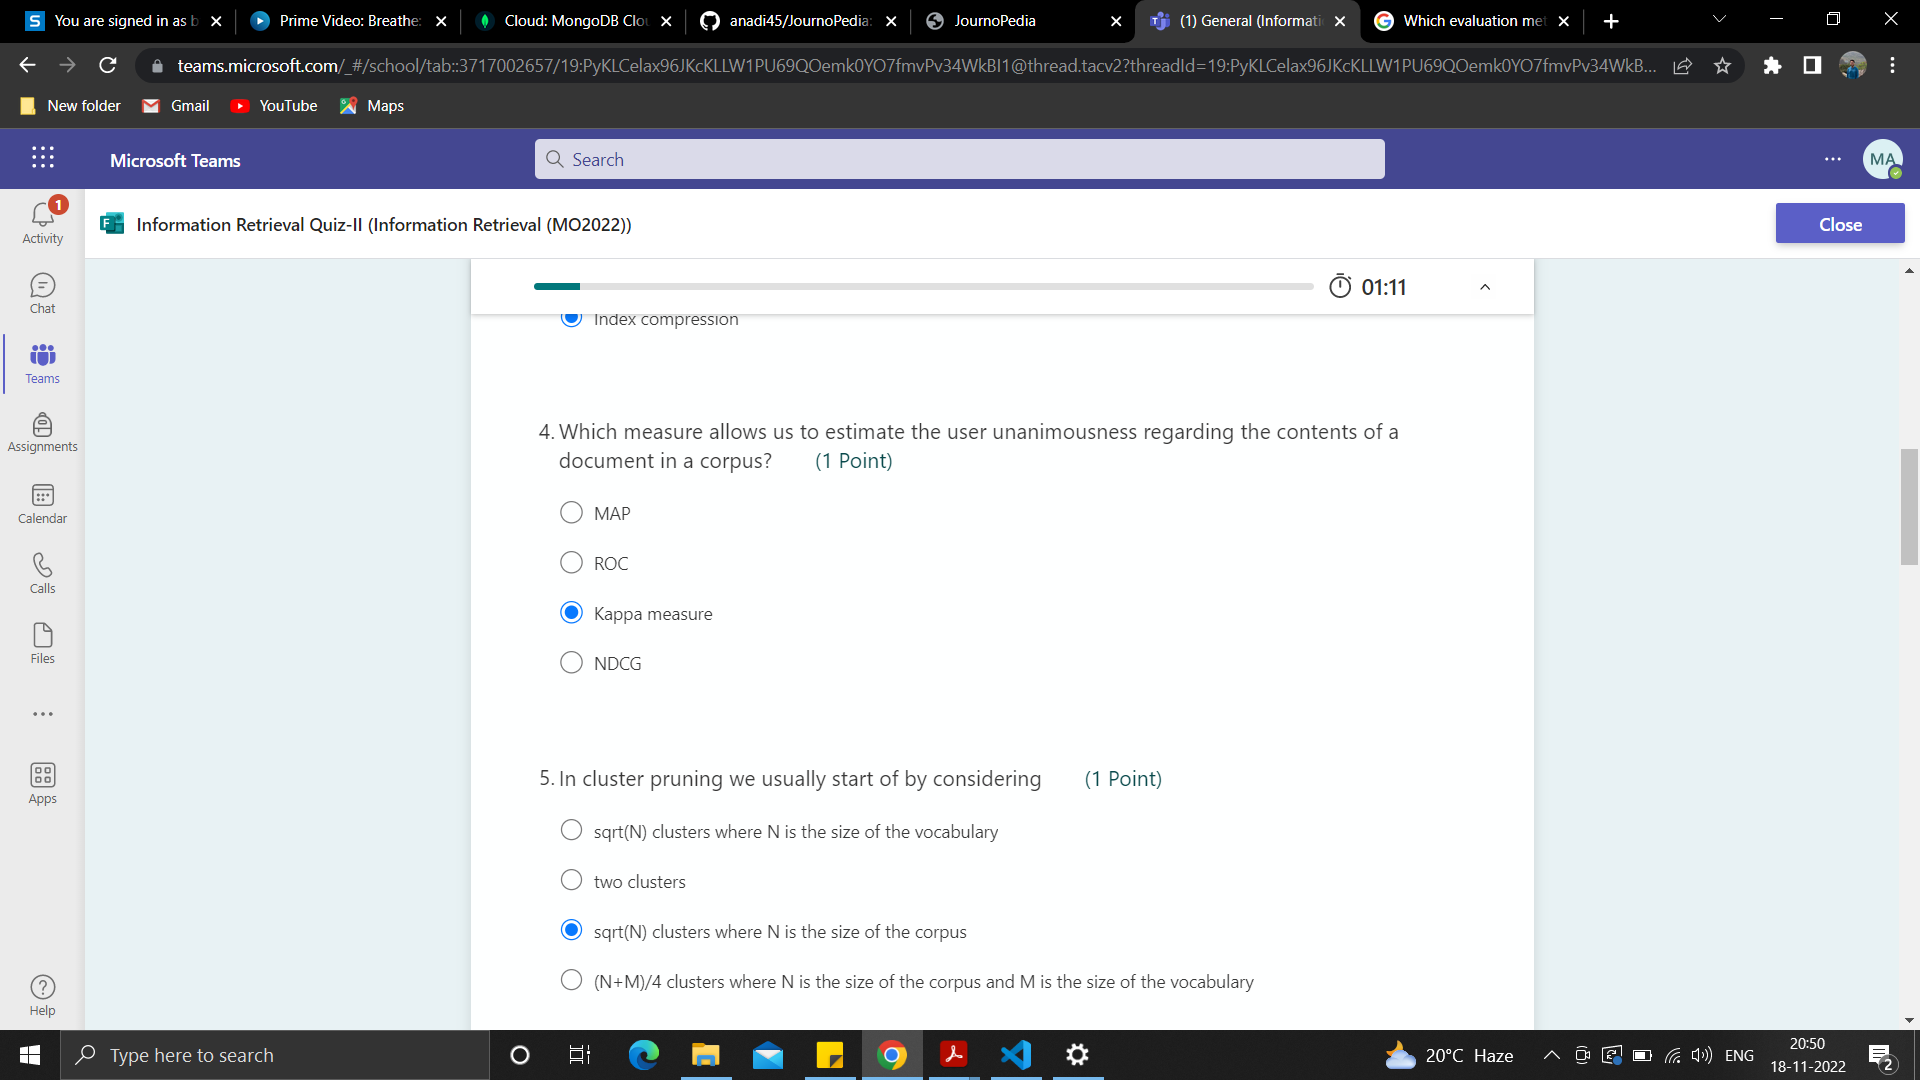 You are signed in as b
Prime Video: Breathe:
Cloud: MongoDB Clou
anadi45/JournoPedia:
JournoPedia
(1) General (Informati
Which evaluation met
teams.microsoft.com/_#/school/tab::3717002657/19:PyKLCelax96JKcKLLW1PU69QOemk0YO7fmvPv34WkBI1@thread.tacv2?threadId=19:PyKLCelax96JKcKLLW1PU69QOemk0YO7fmvPv34WkB...
New folder
Gmail
YouTube
Maps
Microsoft Teams
Search
MA
1
Activity
Chat
Teams
Assignments
Calendar
Calls
Files
Apps
Help
Information Retrieval Quiz-II (Information Retrieval (MO2022))
Close
01:11
Index compression
4. Which measure allows us to estimate the user unanimousness regarding the contents of a
document in a corpus? (1 Point)
MAP
ROC
Kappa measure
NDCG
5. In cluster pruning we usually start of by considering (1 Point)
sqrt(N) clusters where N is the size of the vocabulary
two clusters
sqrt(N) clusters where N is the size of the corpus
(N+M)/4 clusters where N is the size of the corpus and M is the size of the vocabulary
Type here to search
20°C Haze
ENG
20:50
18-11-2022
2